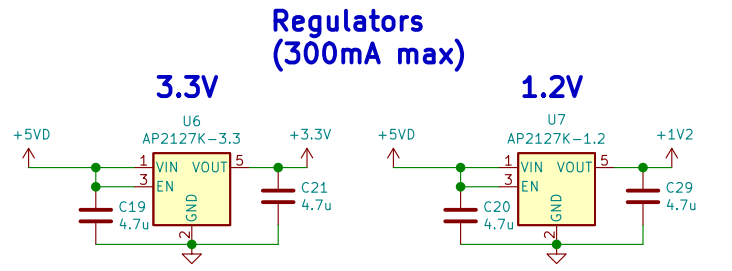 Regulators
(300mA max)
3.3V
1.2V
U6
AP2127K-3.3
+5VD
+3.3V
1
VIN
VOUT
5
3
EN
GND
2
C19
4.7u
C21
4.7u
U7
AP2127K-1.2
+5VD
+1V2
1
VIN
VOUT
5
3
EN
GND
2
C20
4.7u
C29
4.7u